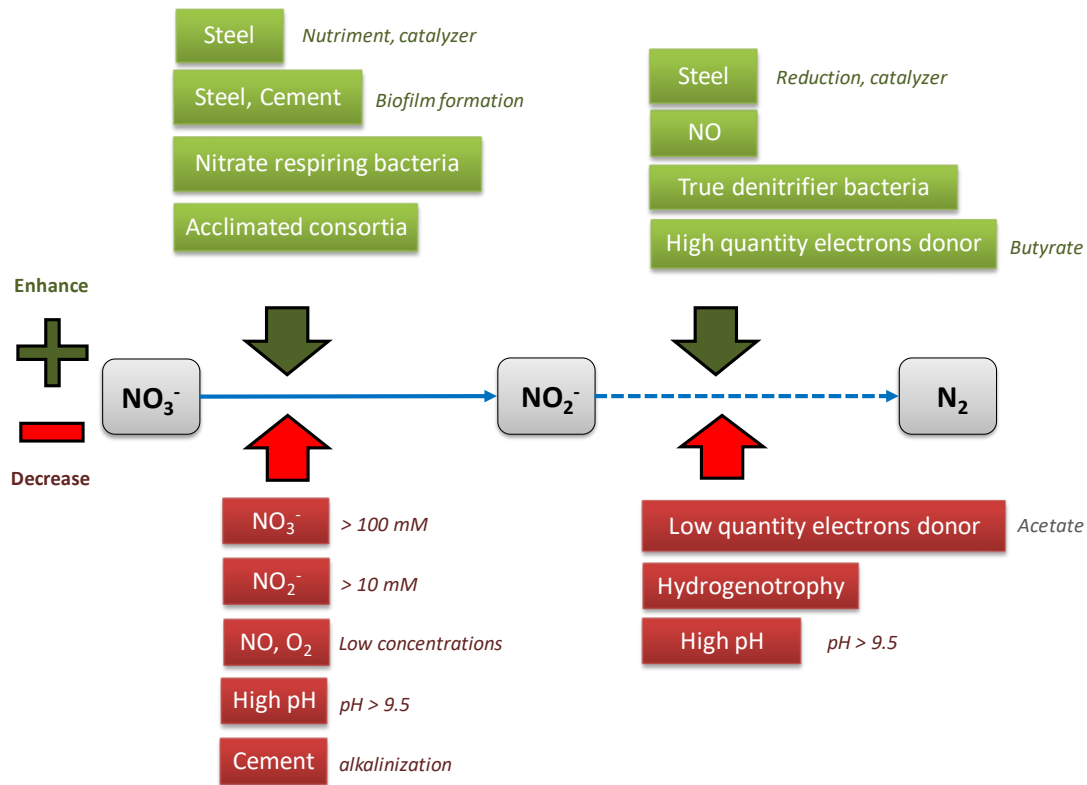 Steel Nutriment, catalyzer
Steel, Cement Biofilm formation
Nitrate respiring bacteria
Acclimated consortia
Steel Reduction, catalyzer
NO
True denitrifier bacteria
High quantity electrons donor Butyrate
Enhance
NO₃⁻
NO₂⁻
N₂
Decrease
NO₃⁻ > 100 mM
NO₂⁻ > 10 mM
NO, O₂ Low concentrations
High pH pH > 9.5
Cement alkalinization
Low quantity electrons donor Acetate
Hydrogenotrophy
High pH pH > 9.5